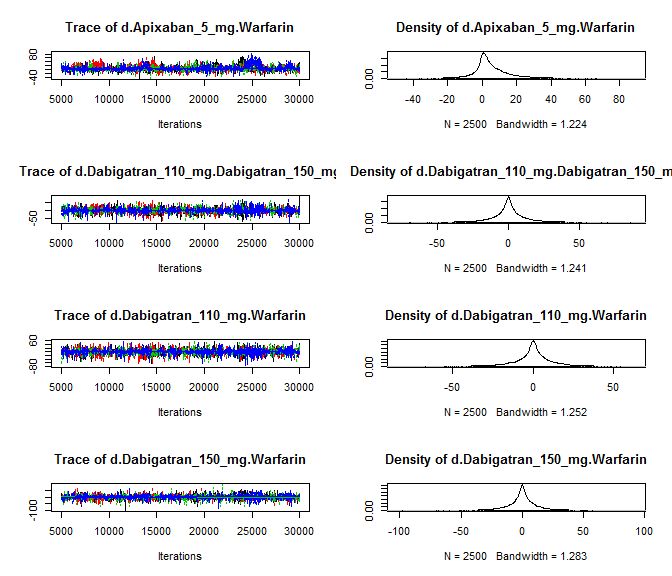 Trace of d.Apixaban_5_mg.Warfarin
80
-40
5000 10000 15000 20000 25000 30000
Iterations
Density of d.Apixaban_5_mg.Warfarin
0.00
-40 -20 0 20 40 60 80
N = 2500 Bandwidth = 1.224
Trace of d.Dabigatran_110_mg.Dabigatran_150_mg
-50
5000 10000 15000 20000 25000 30000
Iterations
Density of d.Dabigatran_110_mg.Dabigatran_150_m
0.00
-50 0 50
N = 2500 Bandwidth = 1.241
Trace of d.Dabigatran_110_mg.Warfarin
60
-80
5000 10000 15000 20000 25000 30000
Iterations
Density of d.Dabigatran_110_mg.Warfarin
0.00
-50 0 50
N = 2500 Bandwidth = 1.252
Trace of d.Dabigatran_150_mg.Warfarin
-100
5000 10000 15000 20000 25000 30000
Iterations
Density of d.Dabigatran_150_mg.Warfarin
0.00
-100 -50 0 50 100
N = 2500 Bandwidth = 1.283